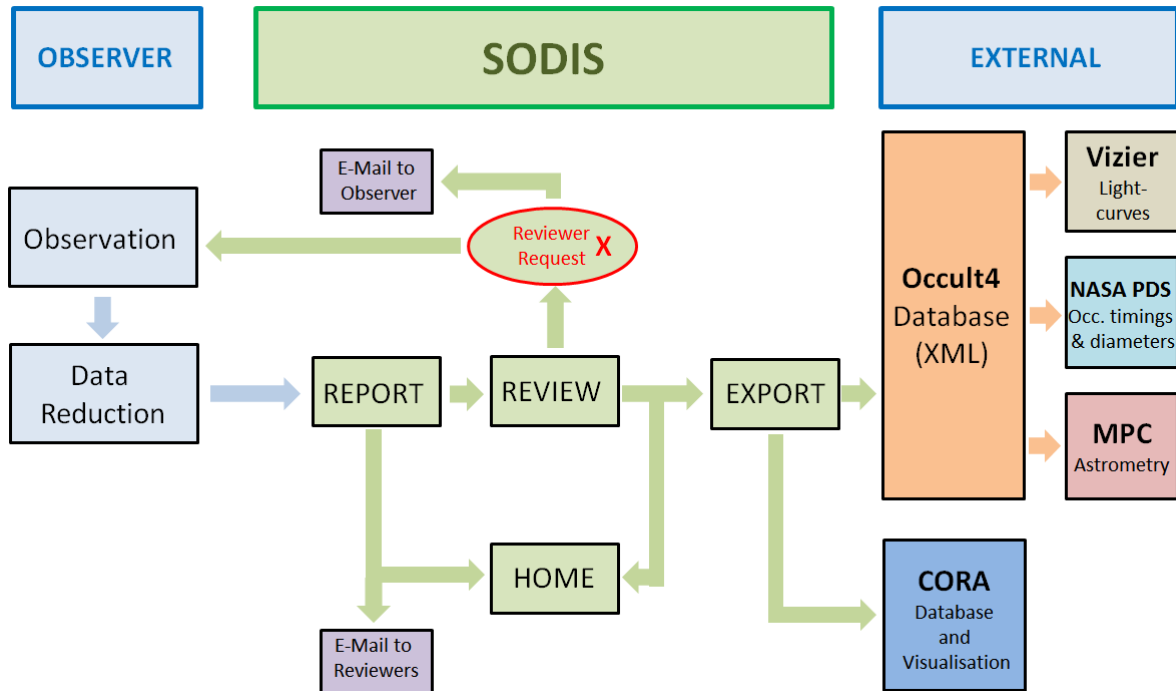 OBSERVER
SODIS
EXTERNAL
E-Mail to
Observer
Observation
Reviewer
Request X
Data
Reduction
REPORT
REVIEW
EXPORT
HOME
E-Mail to
Reviewers
Occult4
Database
(XML)
Vizier
Light-
curves
NASA PDS
Occ. timings
& diameters
MPC
Astrometry
CORA
Database
and
Visualisation